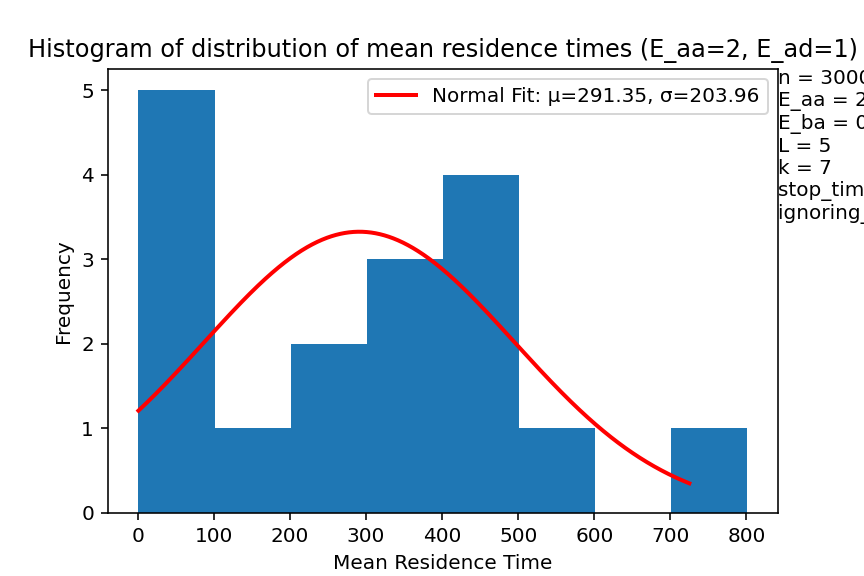 Histogram of distribution of mean residence times (E_aa=2, E_ad=1)
n = 3000
E_aa = 2
E_ba = 0
L = 5
k = 7
stop_tim
ignoring_
Normal Fit: μ=291.35, σ=203.96
Frequency
5
4
3
2
1
0
0 100 200 300 400 500 600 700 800
Mean Residence Time